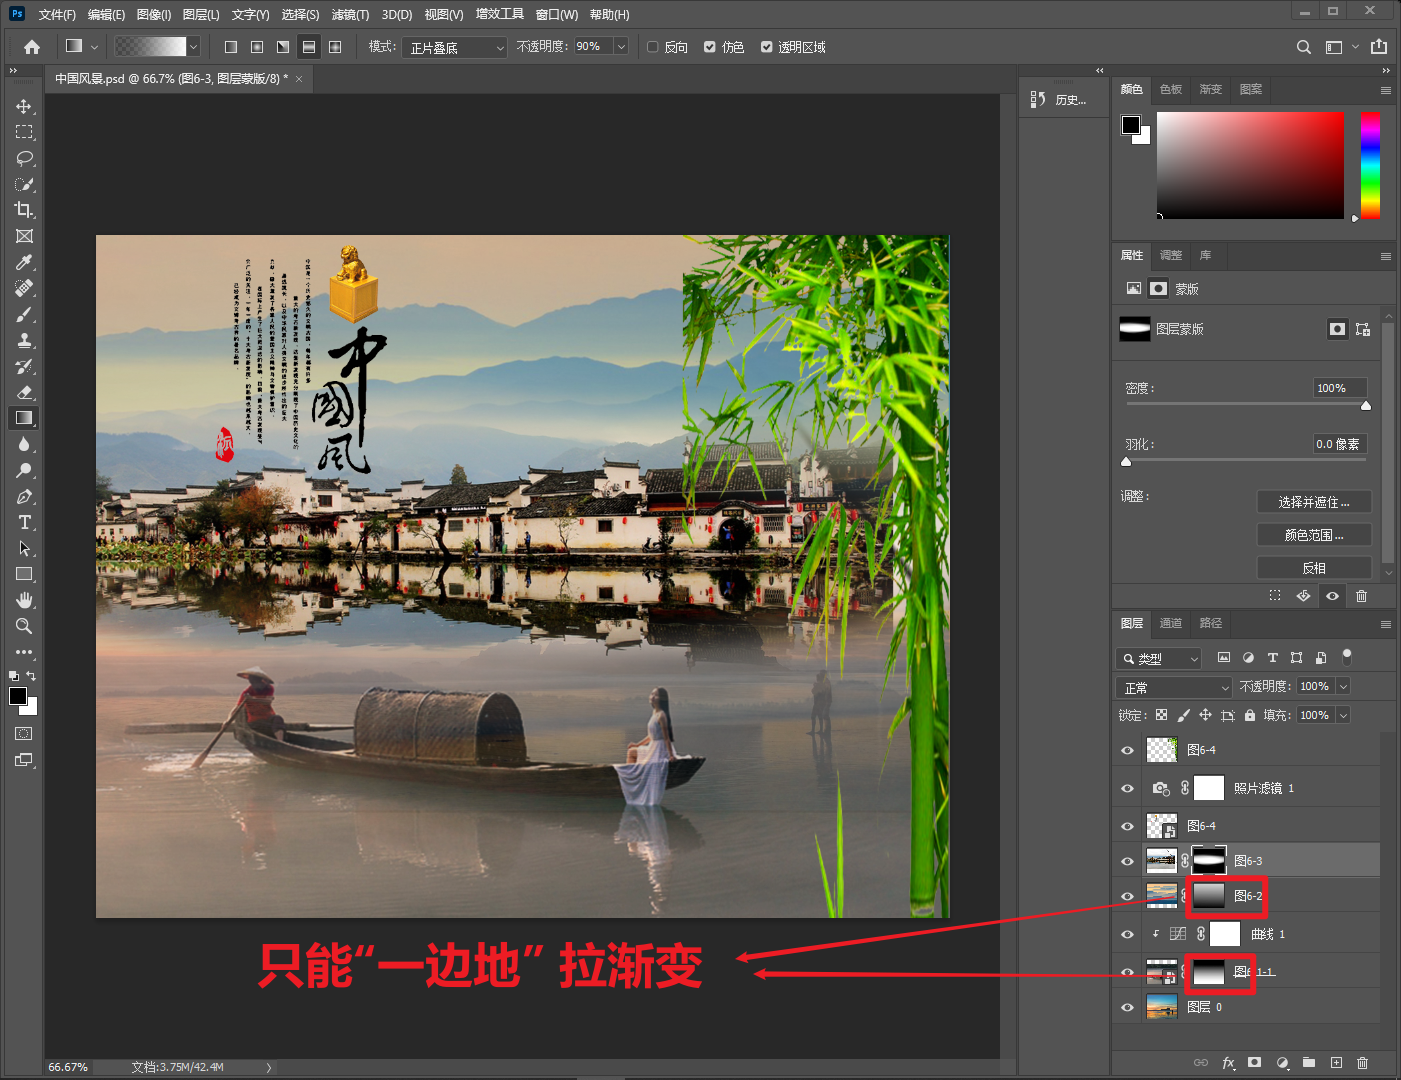 Ps 文件(F) 编辑(E) 图像(I) 图层(L) 文字(Y) 选择(S) 滤镜(T) 3D(D) 视图(V) 增效工具 窗口(W) 帮助(H)
模式: 正片叠底 不透明度: 90% 反向 仿色 透明区域
中国风景.psd @ 66.7% (图6-3, 图层蒙版/8) * ×
历史...
颜色 色板 渐变 图案
属性 调整 库
蒙版
图层蒙版
密度: 100%
羽化: 0.0 像素
调整: 选择并遮住...
颜色范围...
反相
图层 通道 路径
类型
正常 不透明度: 100%
锁定: 填充: 100%
图6-4
照片滤镜 1
图6-4
图6-3
图6-2
曲线 1
图6-1-1
图层 0
fx
中國風
只能“一边地” 拉渐变
66.67% 文档:3.75M/42.4M